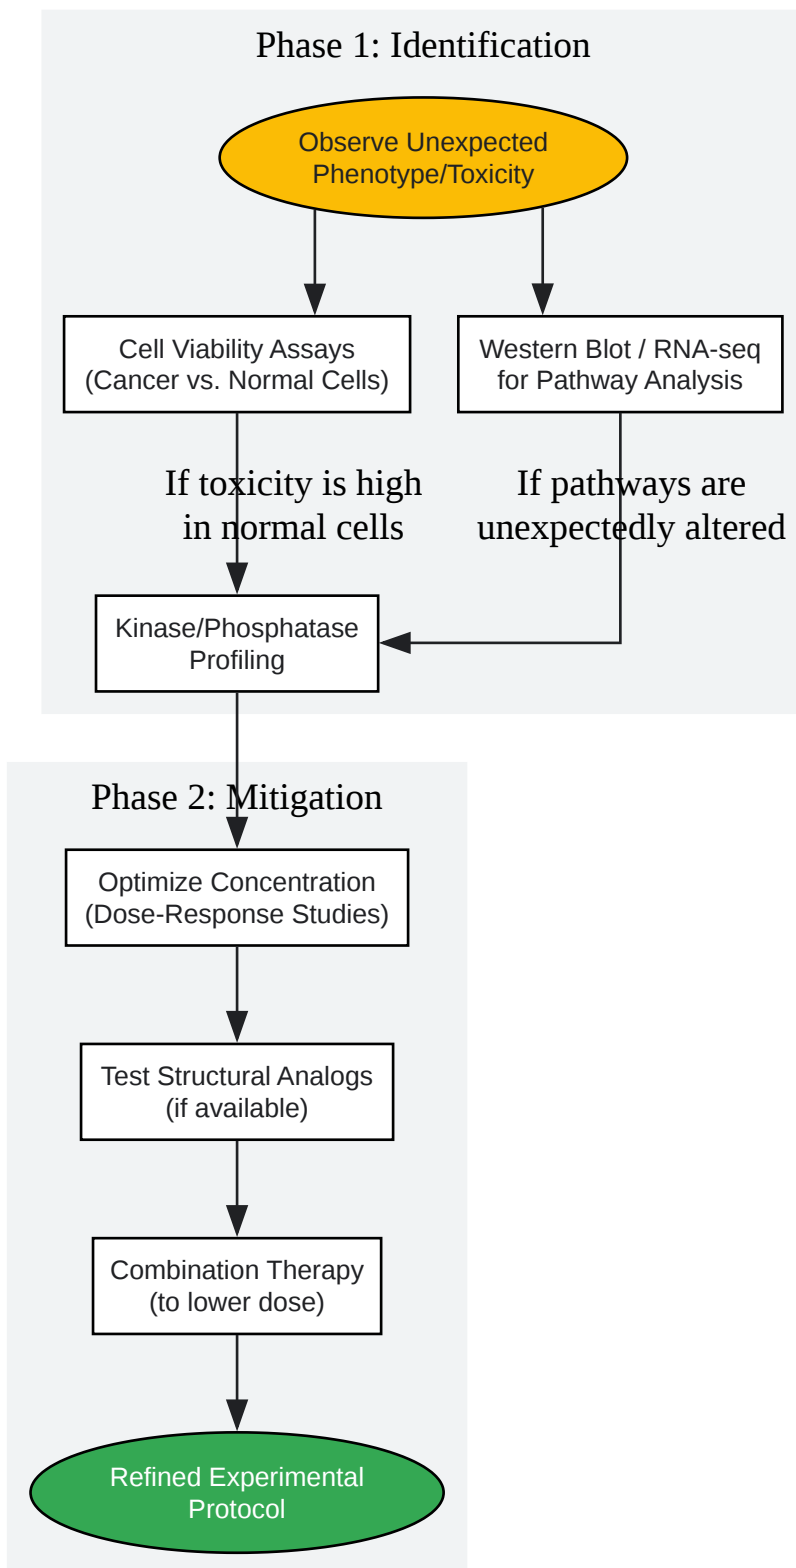 Phase 1: Identification
Observe Unexpected
Phenotype/Toxicity
Cell Viability Assays
(Cancer vs. Normal Cells)
Western Blot / RNA-seq
for Pathway Analysis
If toxicity is high
in normal cells
If pathways are
unexpectedly altered
Kinase/Phosphatase
Profiling
Phase 2: Mitigation
Optimize Concentration
(Dose-Response Studies)
Test Structural Analogs
(if available)
Combination Therapy
(to lower dose)
Refined Experimental
Protocol